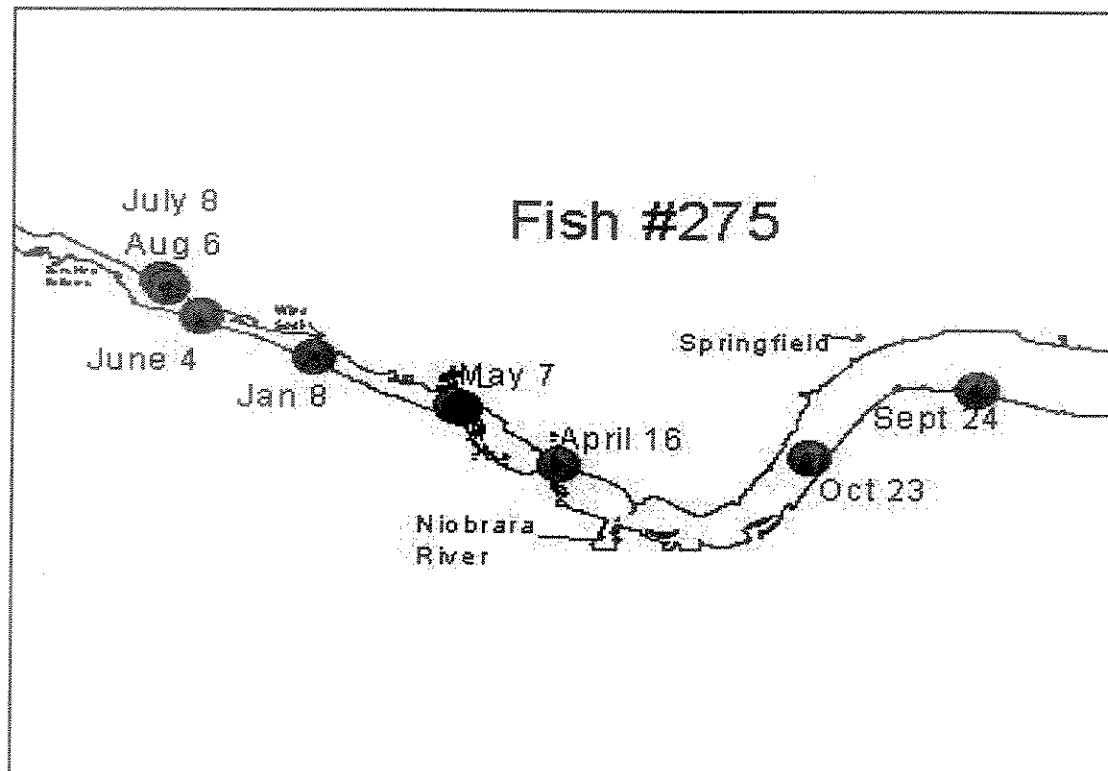 July 8
Aug 6
Fish #275
June 4
Jan 8
May 7
Springfield
April 16
Sept 24
Oct 23
Niobrara
River